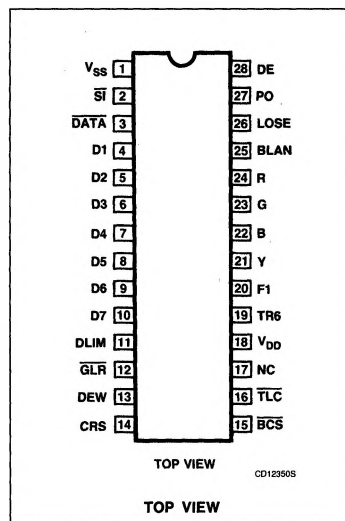 VSS 1 28 DE
SI 2 27 PO
DATA 3 26 LOSE
D1 4 25 BLAN
D2 5 24 R
D3 6 23 G
D4 7 22 B
D5 8 21 Y
D6 9 20 F1
D7 10 19 TR6
DLIM 11 18 VDD
GLR 12 17 NC
DEW 13 16 TLC
CRS 14 15 BCS
TOP VIEW
CD12350S
TOP VIEW